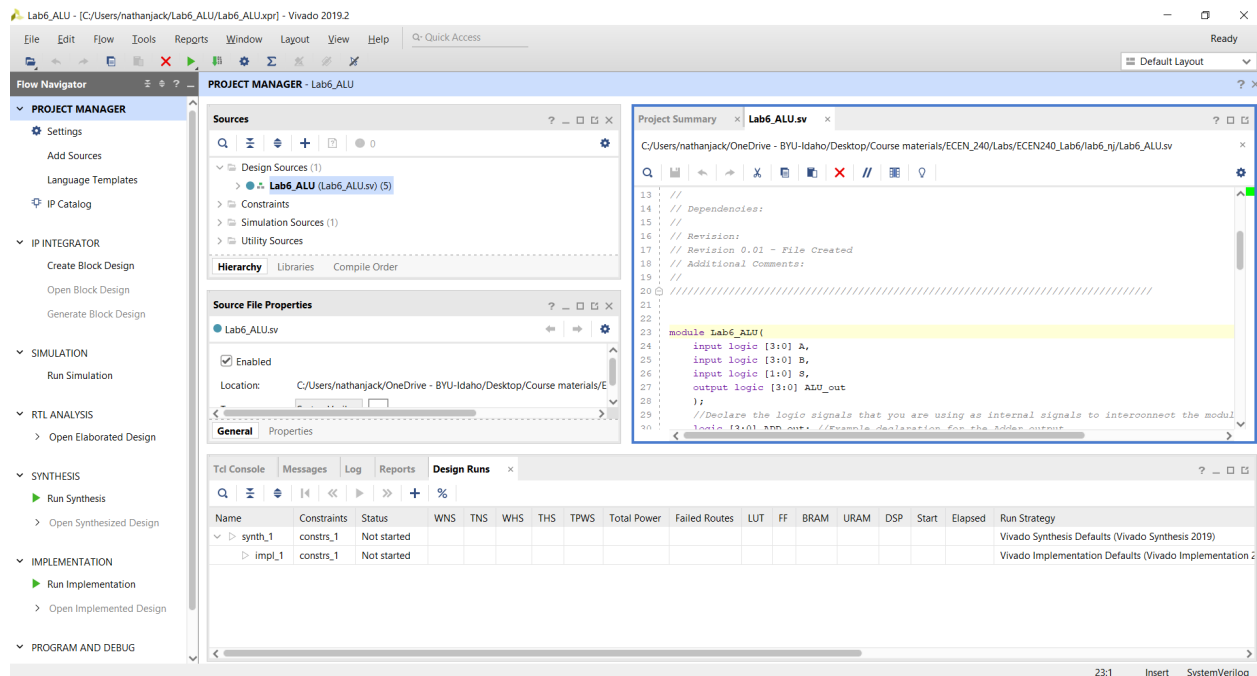 Lab6_ALU - [C:/Users/nathanjack/Lab6_ALU/Lab6_ALU.xpr] - Vivado 2019.2
File Edit Flow Tools Reports Window Layout View Help Quick Access Ready
Default Layout
Flow Navigator
PROJECT MANAGER
Settings
Add Sources
Language Templates
IP Catalog
IP INTEGRATOR
Create Block Design
Open Block Design
Generate Block Design
SIMULATION
Run Simulation
RTL ANALYSIS
Open Elaborated Design
SYNTHESIS
Run Synthesis
Open Synthesized Design
IMPLEMENTATION
Run Implementation
Open Implemented Design
PROGRAM AND DEBUG
PROJECT MANAGER - Lab6_ALU
Sources
0
Design Sources (1)
Lab6_ALU (Lab6_ALU.sv) (5)
Constraints
Simulation Sources (1)
Utility Sources
Hierarchy Libraries Compile Order
Source File Properties
Lab6_ALU.sv
Enabled
Location: C:/Users/nathanjack/OneDrive - BYU-Idaho/Desktop/Course materials/E
General Properties
Project Summary Lab6_ALU.sv
C:/Users/nathanjack/OneDrive - BYU-Idaho/Desktop/Course materials/ECEN_240/Labs/ECEN240_Lab6/lab6_nj/Lab6_ALU.sv
13 //
14 // Dependencies:
15 //
16 // Revision:
17 // Revision 0.01 - File Created
18 // Additional Comments:
19 //
20 //////////////////////////////////////////////////////////////////////////////////
21
22
23 module Lab6_ALU(
24 input logic [3:0] A,
25 input logic [3:0] B,
26 input logic [1:0] S,
27 output logic [3:0] ALU_out
28 );
29 //Declare the logic signals that you are using as internal signals to interconnect the modul
30 logic [3:0] ADD_out; //Example declaration for the Adder output
Tcl Console Messages Log Reports Design Runs
Name Constraints Status WNS TNS WHS THS TPWS Total Power Failed Routes LUT FF BRAM URAM DSP Start Elapsed Run Strategy
synth_1 constrs_1 Not started Vivado Synthesis Defaults (Vivado Synthesis 2019)
impl_1 constrs_1 Not started Vivado Implementation Defaults (Vivado Implementation 2
23:1 Insert SystemVerilog